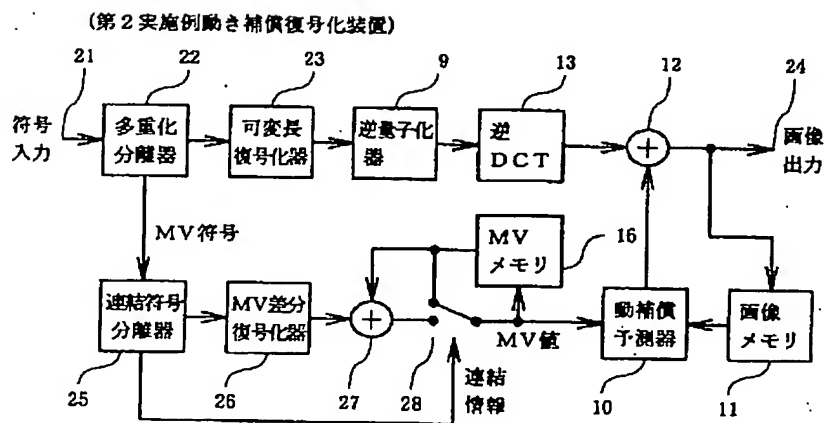 (第2実施例動き補償復号化装置)
21
22
23
9
13
12
24
符号
入力
多重化
分離器
可変長
復号化器
逆量子化
器
逆
DCT
+
画像
出力
MV符号
MV
メモリ
16
連結符号
分離器
MV差分
復号化器
+
MV値
動補償
予測器
画像
メモリ
25
26
27
28
連結
情報
10
11